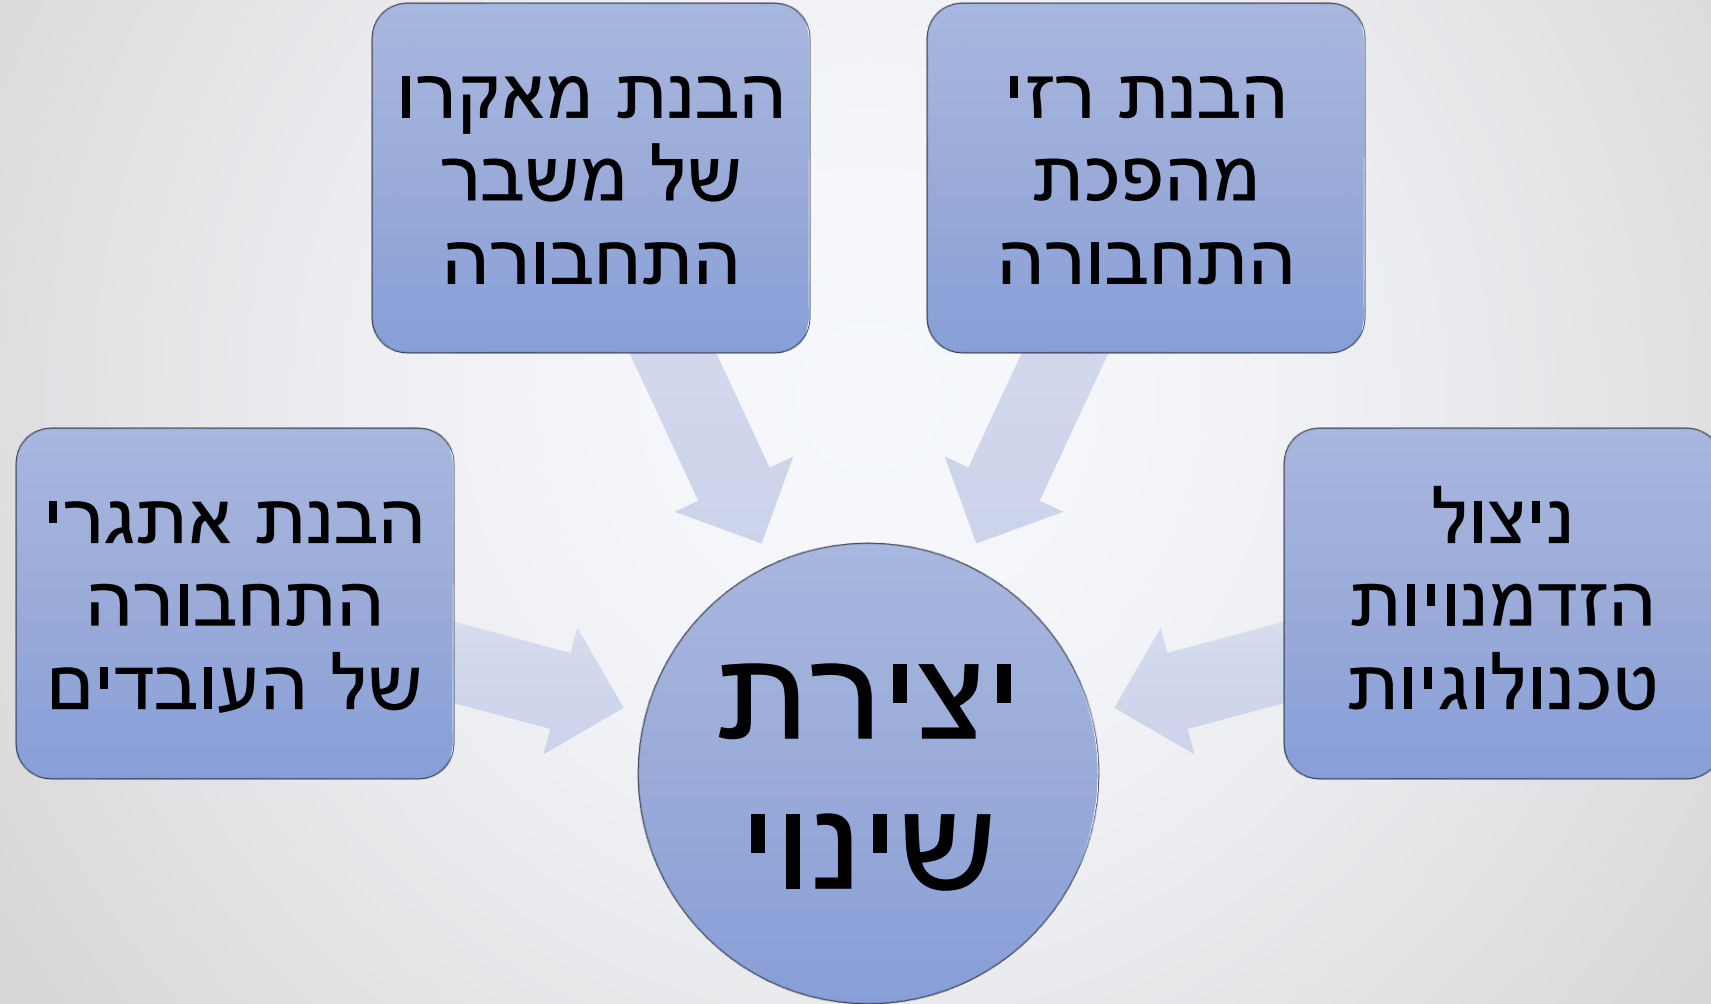 הבנת רזי
מהפכת
התחבורה
הבנת מאקרו
של משבר
התחבורה
ניצול
הזדמנויות
טכנולוגיות
הבנת אתגרי
התחבורה
של העובדים
יצירת
שינוי